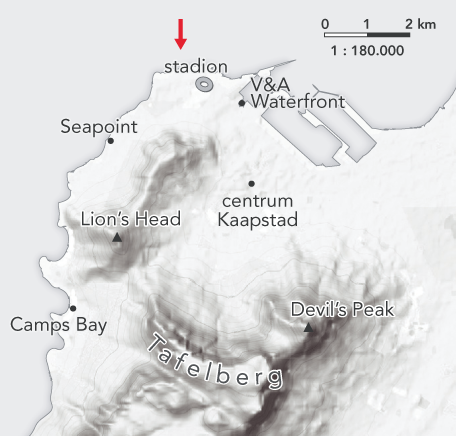 0 1 2 km
1 : 180.000
stadion
V&A
Waterfront
Seapoint
centrum
Kaapstad
Lion's Head
Devil's Peak
Camps Bay
Tafelberg